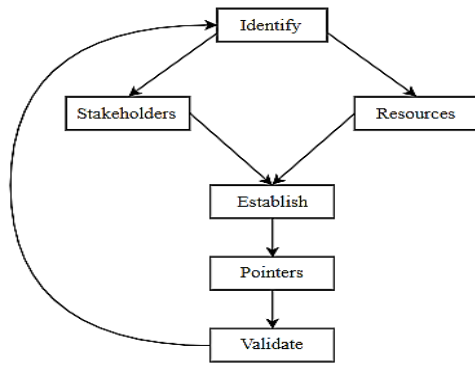 Identify
Stakeholders
Resources
Establish
Pointers
Validate